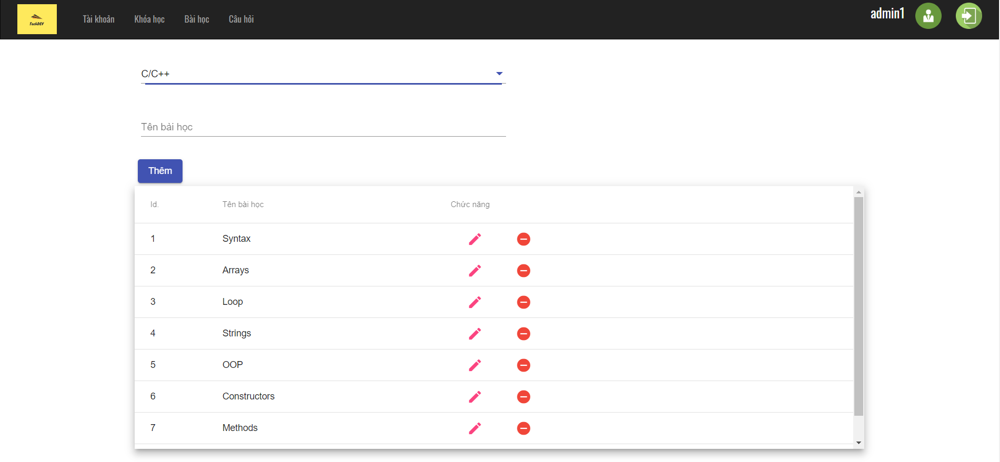 TechDEV
Tài khoản Khóa học Bài học Câu hỏi
admin1
C/C++
Tên bài học
Thêm
Id. Tên bài học Chức năng
1 Syntax
2 Arrays
3 Loop
4 Strings
5 OOP
6 Constructors
7 Methods